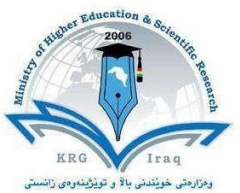 Ministry of Higher Education & Scientific Research
2006
KRG Iraq
وەزارەتی خوێندنی باڵا و توێژینەوەی زانستی